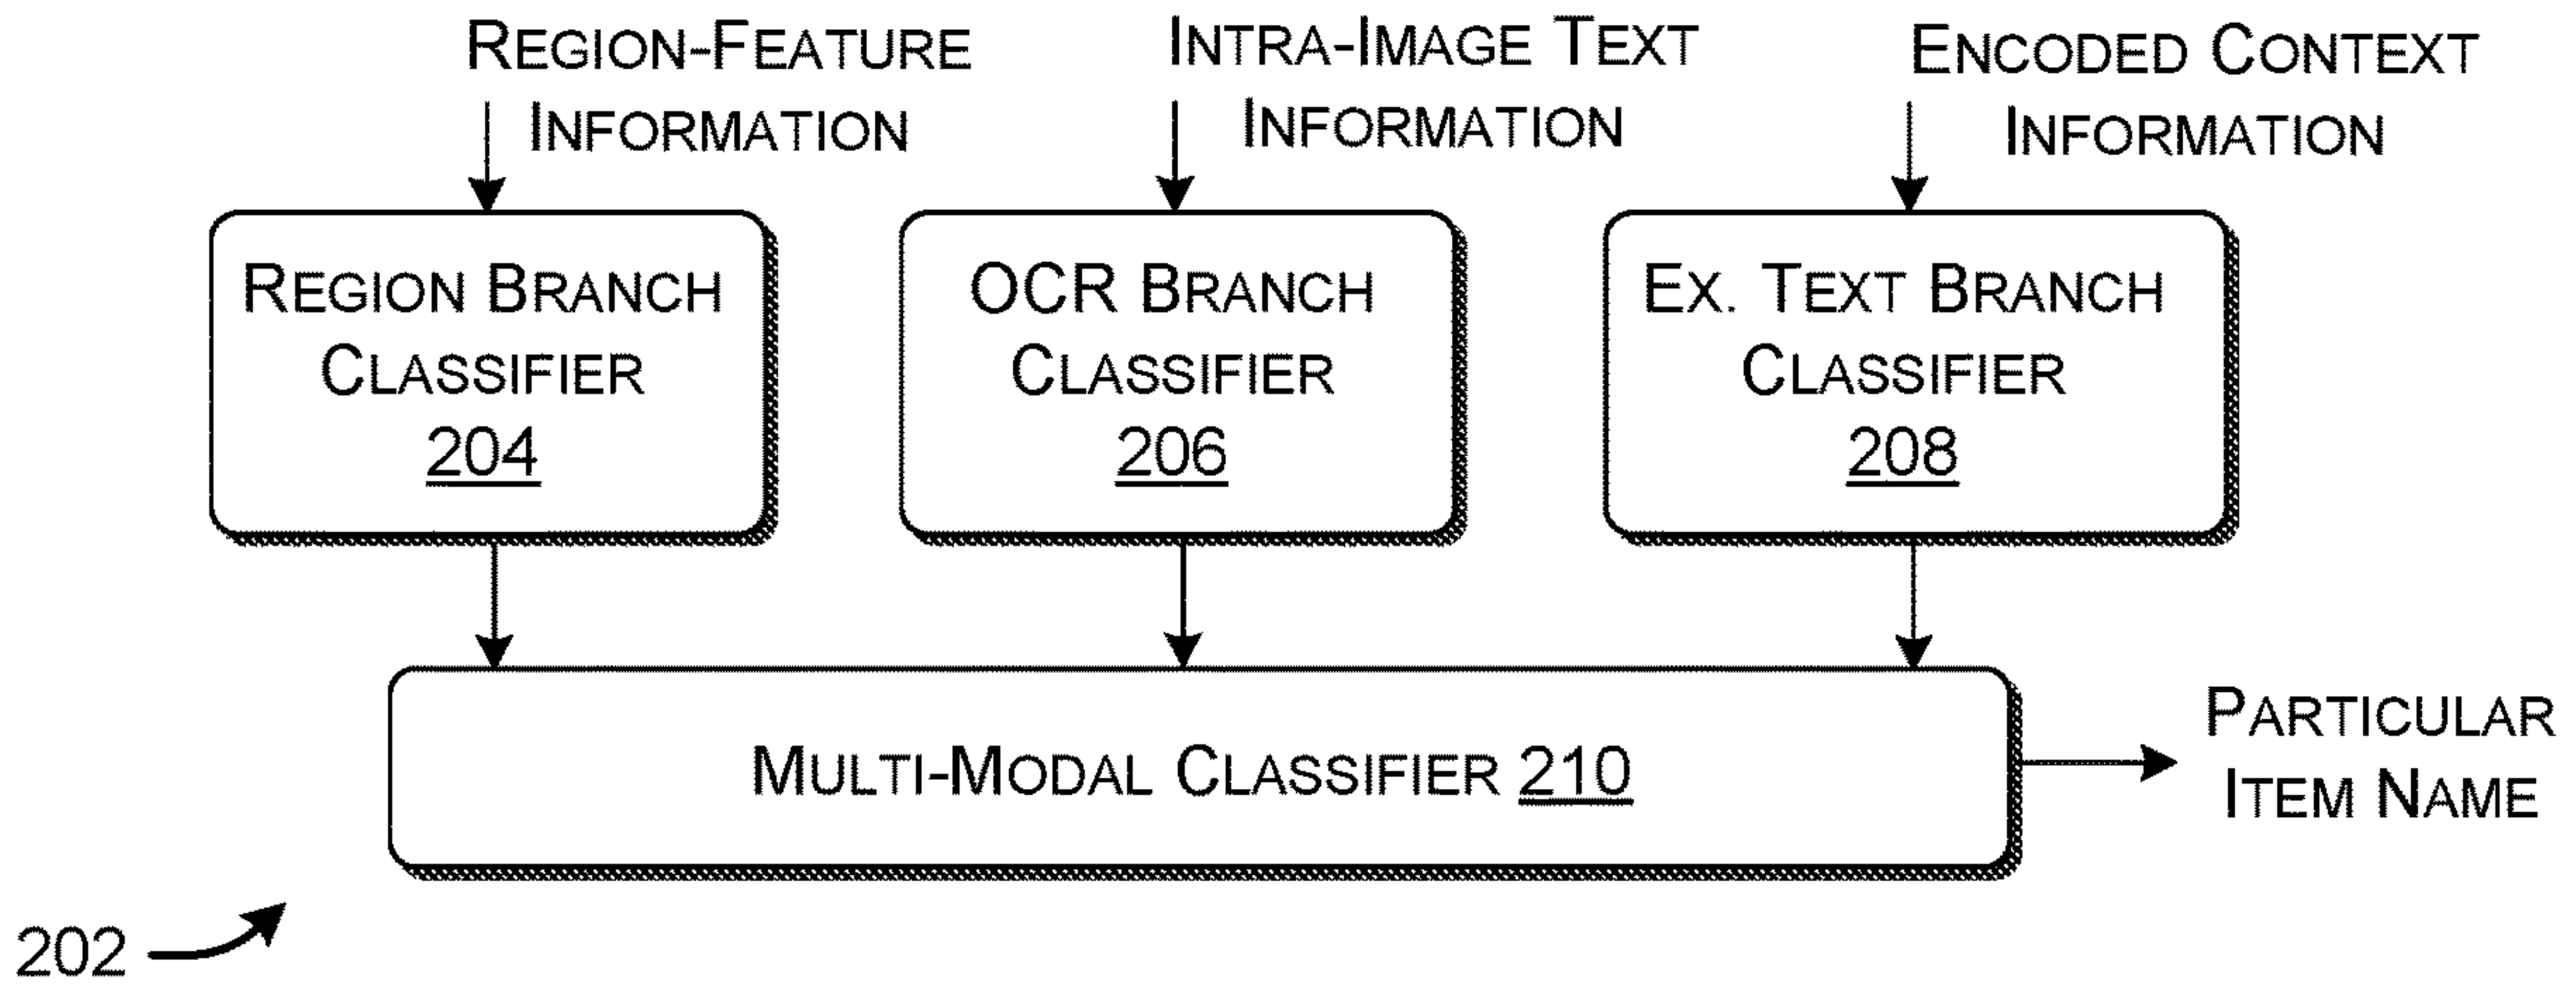 REGION-FEATURE
INFORMATION
INTRA-IMAGE TEXT
INFORMATION
ENCODED CONTEXT
INFORMATION
REGION BRANCH
CLASSIFIER
204
OCR BRANCH
CLASSIFIER
206
EX. TEXT BRANCH
CLASSIFIER
208
MULTI-MODAL CLASSIFIER 210
PARTICULAR
ITEM NAME
202